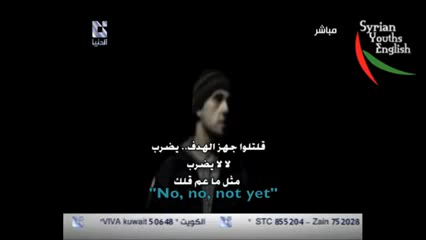 الدنيا
مباشر
Syrian
Youths
English
قلتلوا جهز الهدف.. يضرب
لا لا يضرب
مثل ما عم قلك
"No, no, not yet"
"VIVA kuwait 50648 " الكويت " STC 855204 - Zain 752028